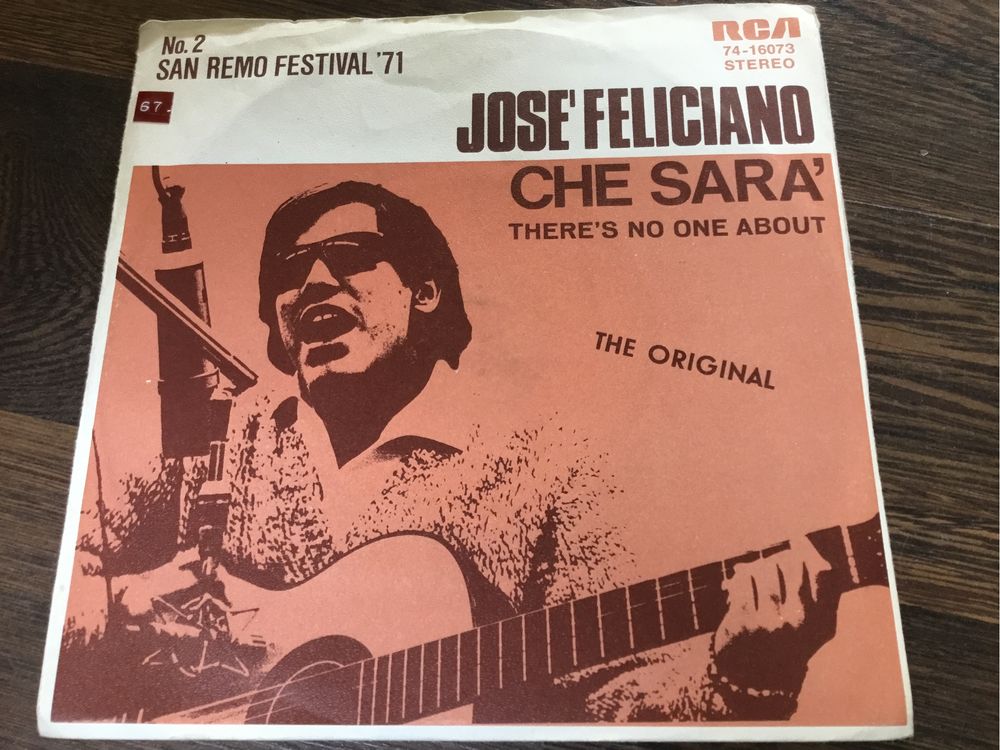 No. 2
SAN REMO FESTIVAL '71
67.
RCA
74-16073
STEREO
JOSE' FELICIANO
CHE SARA'
THERE'S NO ONE ABOUT
THE ORIGINAL